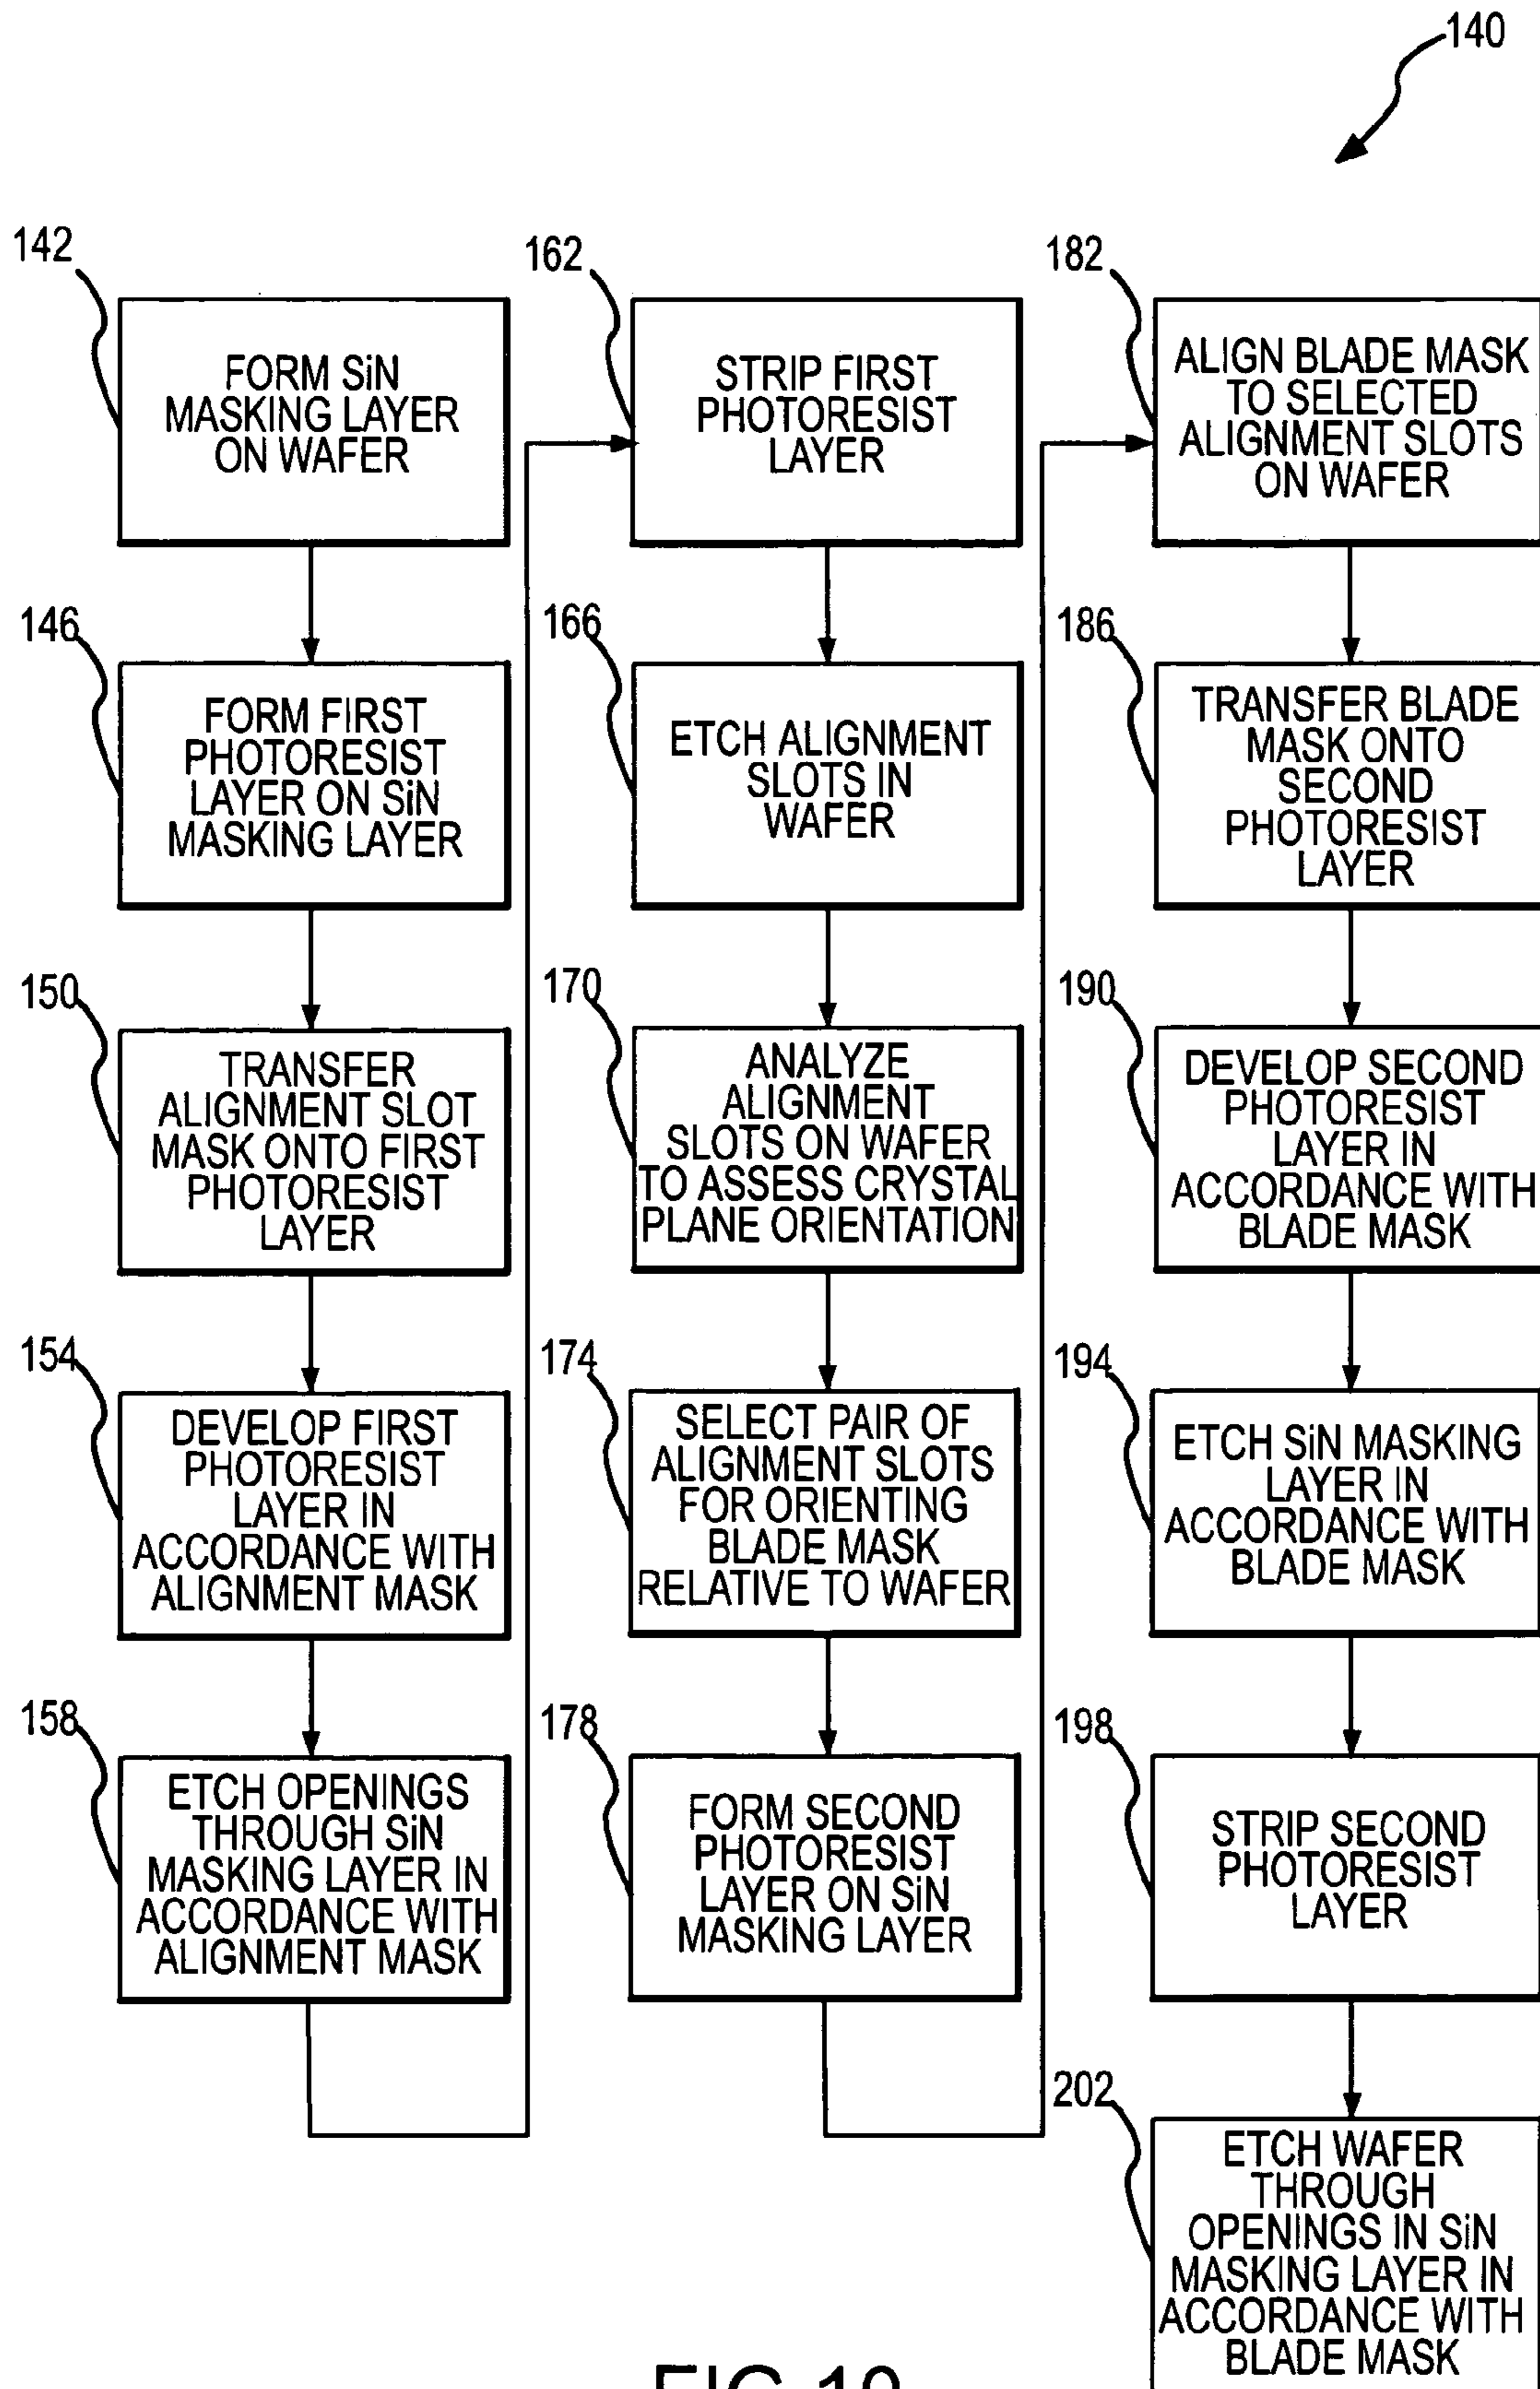 140
142
FORM SiN
MASKING LAYER
ON WAFER
146
FORM FIRST
PHOTORESIST
LAYER ON SiN
MASKING LAYER
150
TRANSFER
ALIGNMENT SLOT
MASK ONTO FIRST
PHOTORESIST
LAYER
154
DEVELOP FIRST
PHOTORESIST
LAYER IN
ACCORDANCE WITH
ALIGNMENT MASK
158
ETCH OPENINGS
THROUGH SiN
MASKING LAYER IN
ACCORDANCE WITH
ALIGNMENT MASK
162
STRIP FIRST
PHOTORESIST
LAYER
166
ETCH ALIGNMENT
SLOTS IN
WAFER
170
ANALYZE
ALIGNMENT
SLOTS ON WAFER
TO ASSESS CRYSTAL
PLANE ORIENTATION
174
SELECT PAIR OF
ALIGNMENT SLOTS
FOR ORIENTING
BLADE MASK
RELATIVE TO WAFER
178
FORM SECOND
PHOTORESIST
LAYER ON SiN
MASKING LAYER
182
ALIGN BLADE MASK
TO SELECTED
ALIGNMENT SLOTS
ON WAFER
186
TRANSFER BLADE
MASK ONTO
SECOND
PHOTORESIST
LAYER
190
DEVELOP SECOND
PHOTORESIST
LAYER IN
ACCORDANCE WITH
BLADE MASK
194
ETCH SiN MASKING
LAYER IN
ACCORDANCE WITH
BLADE MASK
198
STRIP SECOND
PHOTORESIST
LAYER
202
ETCH WAFER
THROUGH
OPENINGS IN SiN
MASKING LAYER IN
ACCORDANCE WITH
BLADE MASK